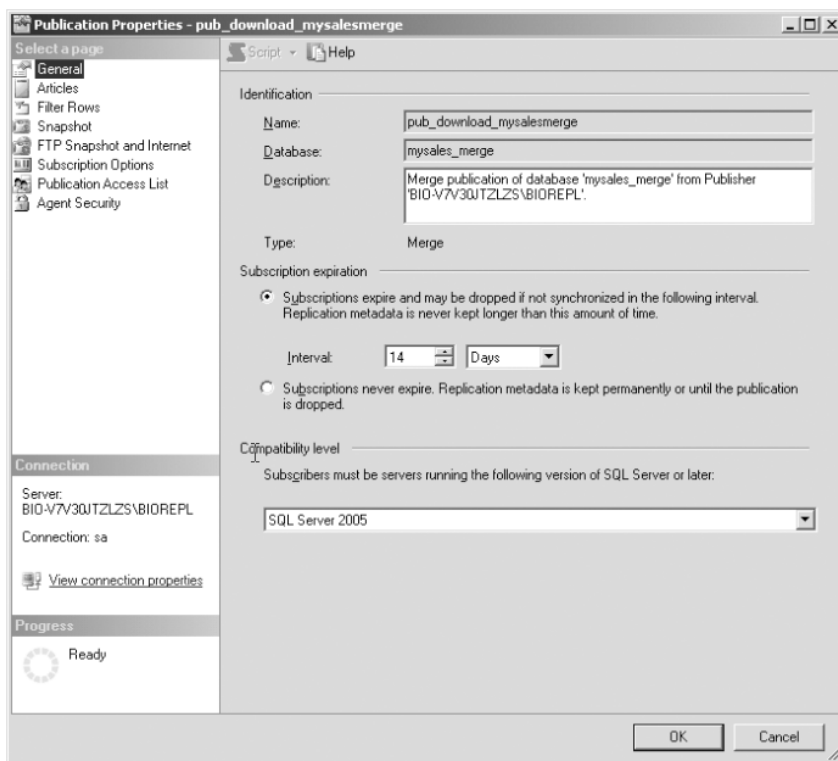 Publication Properties - pub_download_mysalesmerge
Select a page
General
Articles
Filter Rows
Snapshot
FTP Snapshot and Internet
Subscription Options
Publication Access List
Agent Security
Script
Help
Identification
Name: pub_download_mysalesmerge
Database: mysales_merge
Description: Merge publication of database 'mysales_merge' from Publisher
'BIO-V7V30JTZLZS\BIOREPL'.
Type: Merge
Subscription expiration
Subscriptions expire and may be dropped if not synchronized in the following interval.
Replication metadata is never kept longer than this amount of time.
Interval: 14 Days
Subscriptions never expire. Replication metadata is kept permanently or until the publication
is dropped.
Compatibility level
Subscribers must be servers running the following version of SQL Server or later:
SQL Server 2005
Connection
Server:
BIO-V7V30JTZLZS\BIOREPL
Connection: sa
View connection properties
Progress
Ready
OK Cancel